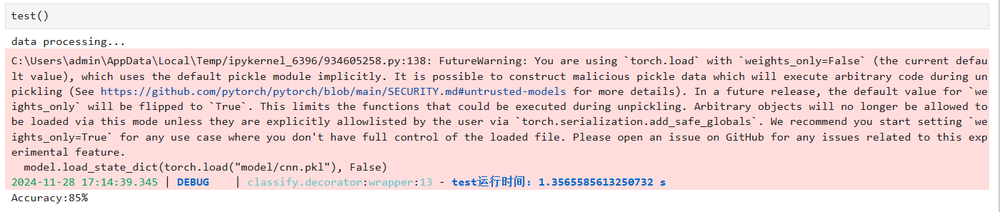 test()
data processing...
C:\Users\admin\AppData\Local\Temp/ipykernel_6396/934605258.py:138: FutureWarning: You are using `torch.load` with `weights_only=False` (the current defau
lt value), which uses the default pickle module implicitly. It is possible to construct malicious pickle data which will execute arbitrary code during un
pickling (See https://github.com/pytorch/pytorch/blob/main/SECURITY.md#untrusted-models for more details). In a future release, the default value for `we
ights_only` will be flipped to `True`. This limits the functions that could be executed during unpickling. Arbitrary objects will no longer be allowed to
be loaded via this mode unless they are explicitly allowlisted by the user via `torch.serialization.add_safe_globals`. We recommend you start setting `we
ights_only=True` for any use case where you don't have full control of the loaded file. Please open an issue on GitHub for any issues related to this exp
erimental feature.
  model.load_state_dict(torch.load("model/cnn.pkl"), False)
2024-11-28 17:14:39.345 | DEBUG    | classify.decorator:wrapper:13 - test运行时间：1.3565585613250732 s
Accuracy:85%